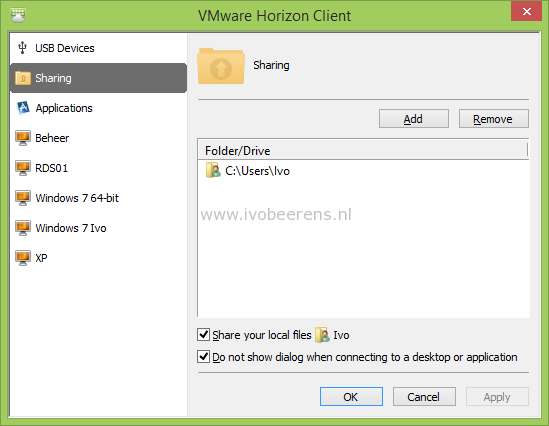 VMware Horizon Client
USB Devices
Sharing
Applications
Beheer
RDS01
Windows 7 64-bit
Windows 7 Ivo
XP
Sharing
Add
Remove
Folder/Drive
C:\Users\Ivo
www.ivobeerens.nl
Share your local files Ivo
Do not show dialog when connecting to a desktop or application
OK
Cancel
Apply